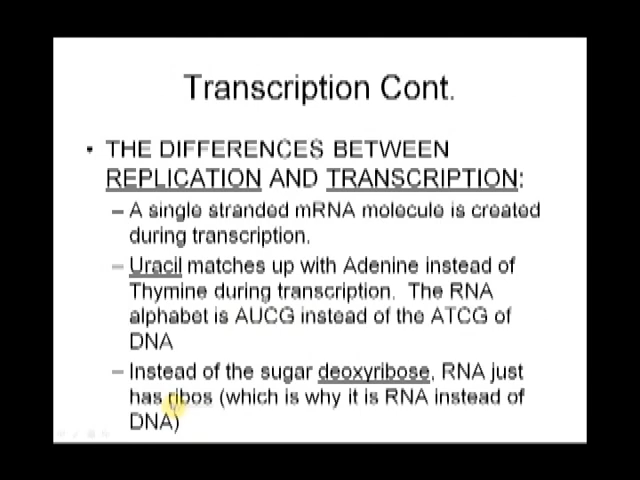 Transcription Cont.
• THE DIFFERENCES BETWEEN
REPLICATION AND TRANSCRIPTION:
– A single stranded mRNA molecule is created
during transcription.
– Uracil matches up with Adenine instead of
Thymine during transcription. The RNA
alphabet is AUCG instead of the ATCG of
DNA
– Instead of the sugar deoxyribose, RNA just
has ribos (which is why it is RNA instead of
DNA)